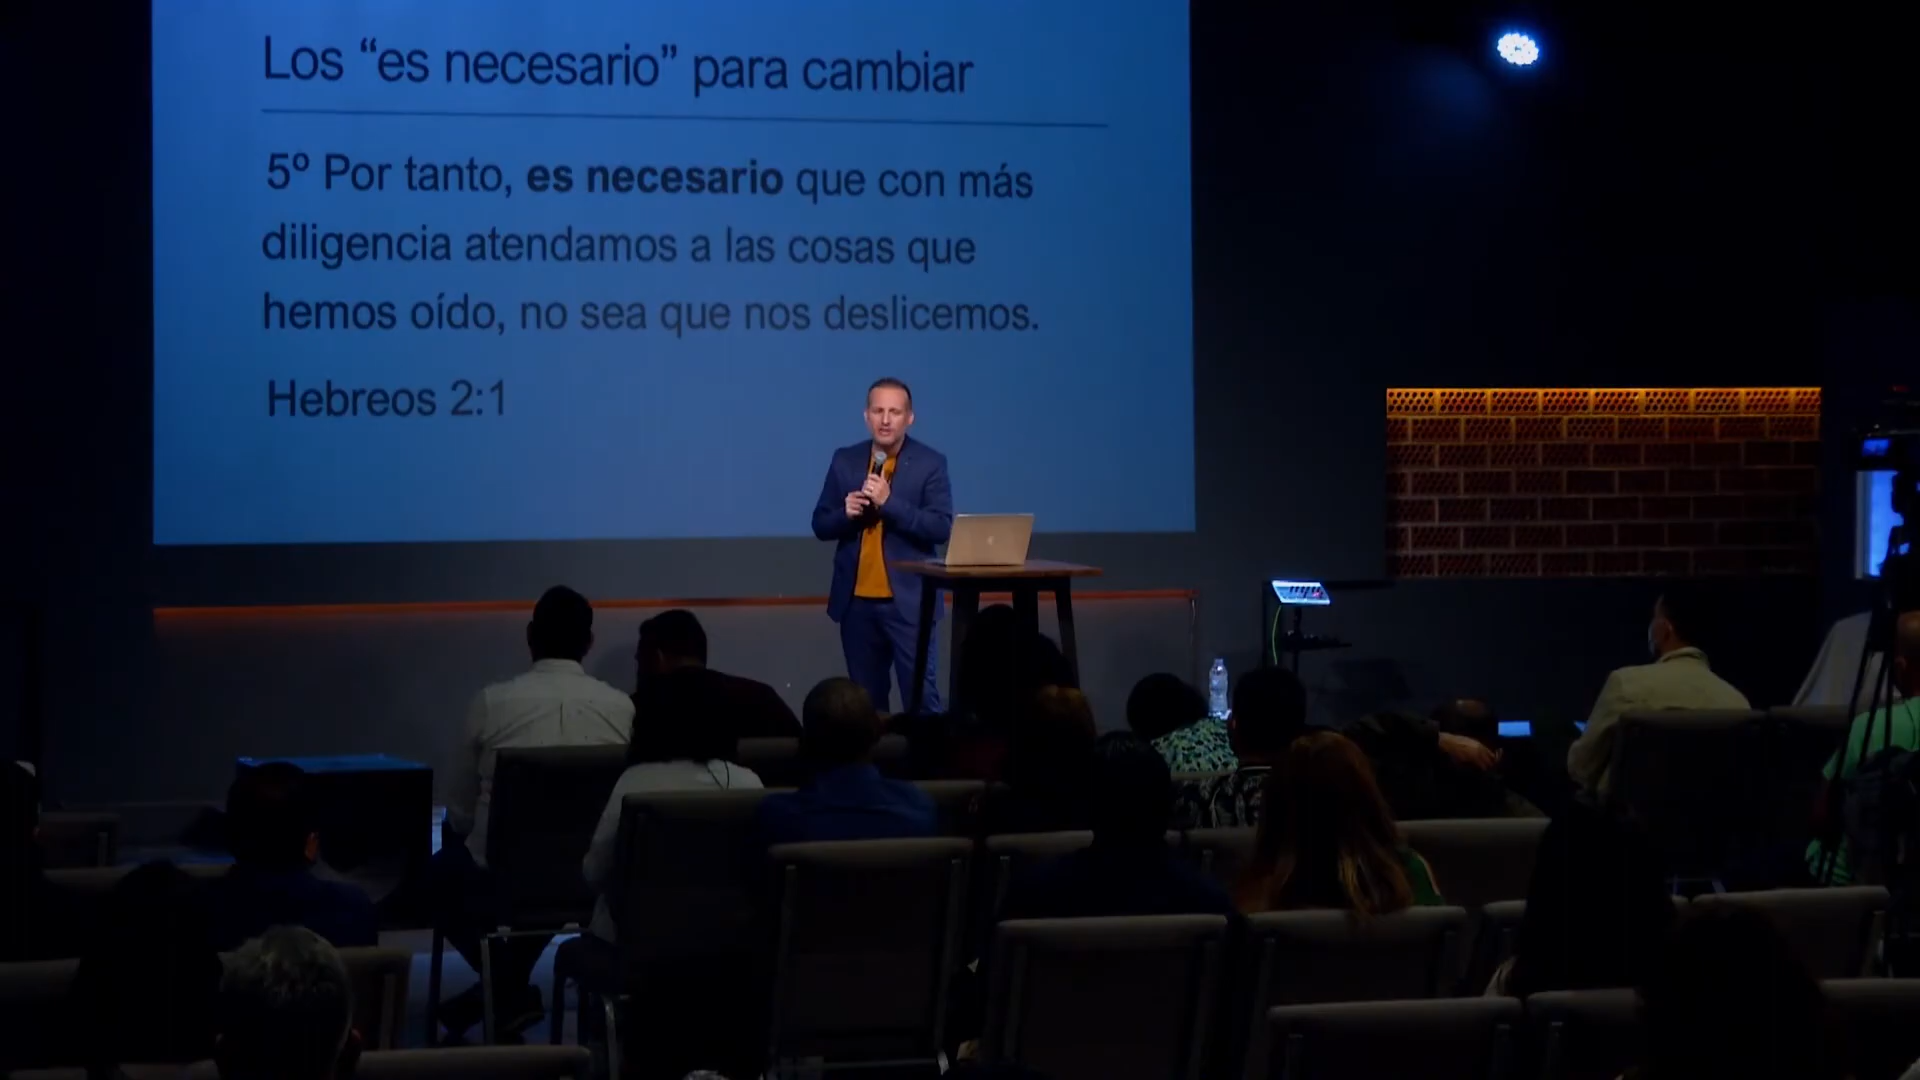 Los “es necesario” para cambiar
5º Por tanto, es necesario que con más
diligencia atendamos a las cosas que
hemos oído, no sea que nos deslicemos.
Hebreos 2:1